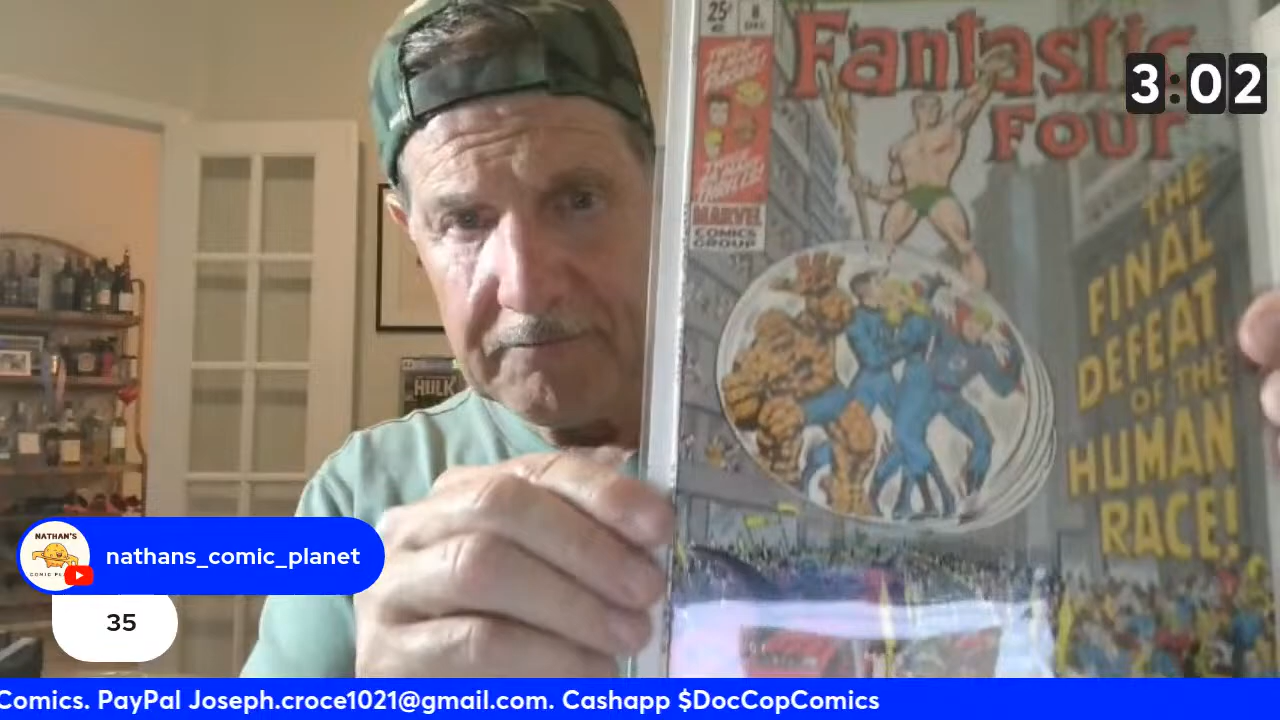 25¢
8
DEC
Fantastic
Four
MARVEL
COMICS
GROUP
THE
FINAL
DEFEAT
OF THE
HUMAN
RACE!
3:02
HULK
NATHAN'S
nathans_comic_planet
35
Comics. PayPal Joseph.croce1021@gmail.com. Cashapp $DocCopComics